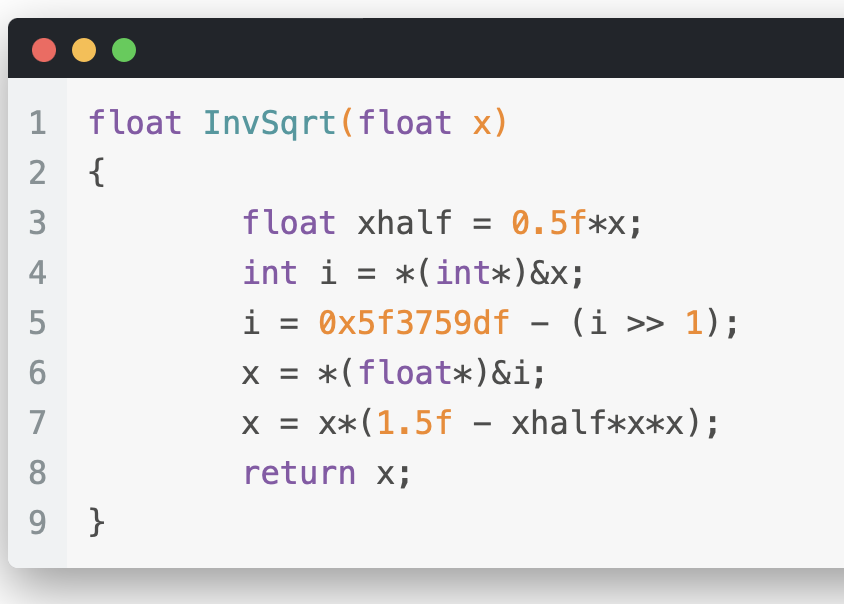 1 float InvSqrt(float x)
2 {
3         float xhalf = 0.5f*x;
4         int i = *(int*)&x;
5         i = 0x5f3759df - (i >> 1);
6         x = *(float*)&i;
7         x = x*(1.5f - xhalf*x*x);
8         return x;
9 }